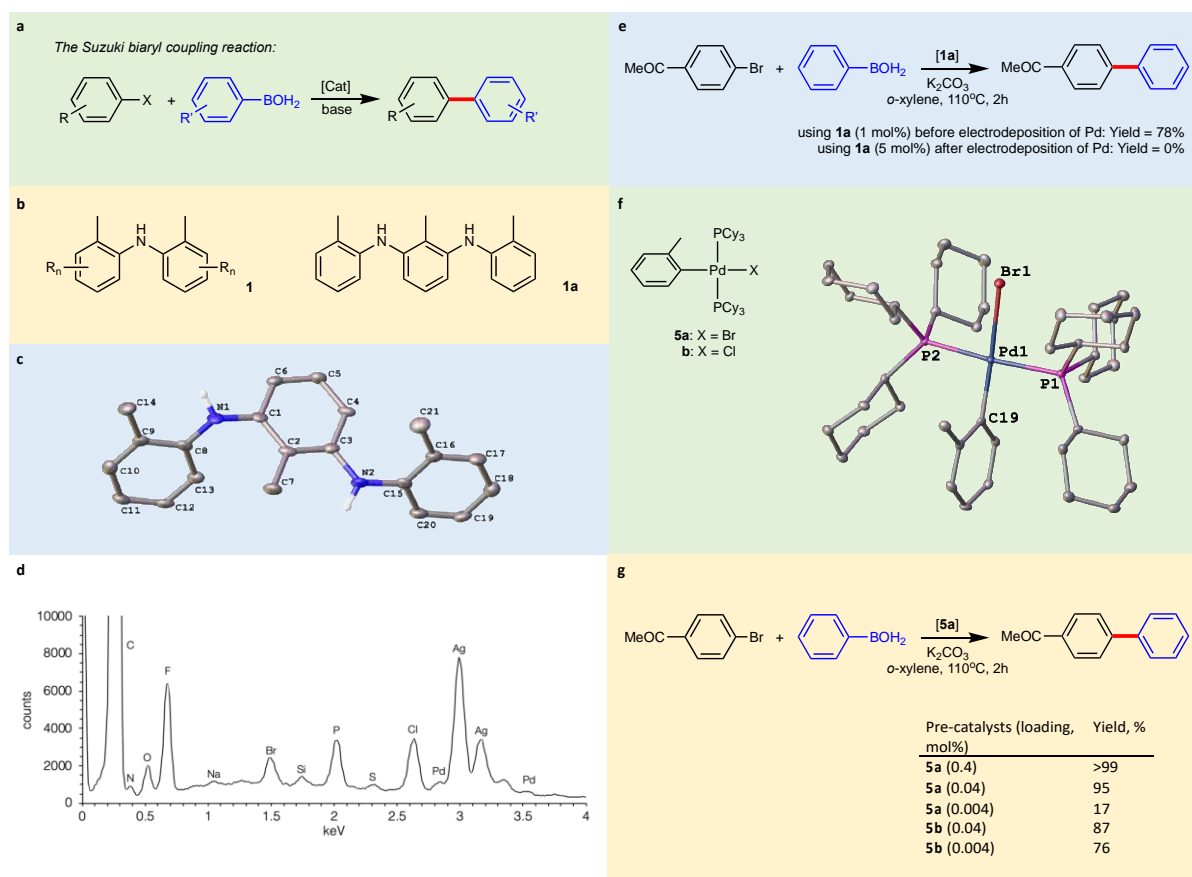 a
The Suzuki biaryl coupling reaction:
R
X
+
R'
BOH₂
[Cat]
base
R
R'
b
H
N
Rn
Rn
1
H
N
H
N
1a
c
C14
C9
C10
C11
C12
C13
C8
N1
C6
C5
C1
C4
C2
C3
C7
N2
C21
C16
C17
C18
C15
C20
C19
d
10000
8000
6000
4000
2000
0
counts
C
N
O
F
Na
Br
Si
P
S
Cl
Pd
Ag
Ag
Pd
0
0.5
1
1.5
2
2.5
3
3.5
4
keV
e
MeOC
Br
+
BOH₂
[1a]
K₂CO₃
o-xylene, 110°C, 2h
MeOC
using 1a (1 mol%) before electrodeposition of Pd: Yield = 78%
using 1a (5 mol%) after electrodeposition of Pd: Yield = 0%
f
PCy₃
Pd
X
PCy₃
5a: X = Br
b: X = Cl
Br1
P2
Pd1
P1
C19
g
MeOC
Br
+
BOH₂
[5a]
K₂CO₃
o-xylene, 110°C, 2h
MeOC
Pre-catalysts (loading, mol%) Yield, %
5a (0.4) >99
5a (0.04) 95
5a (0.004) 17
5b (0.04) 87
5b (0.004) 76